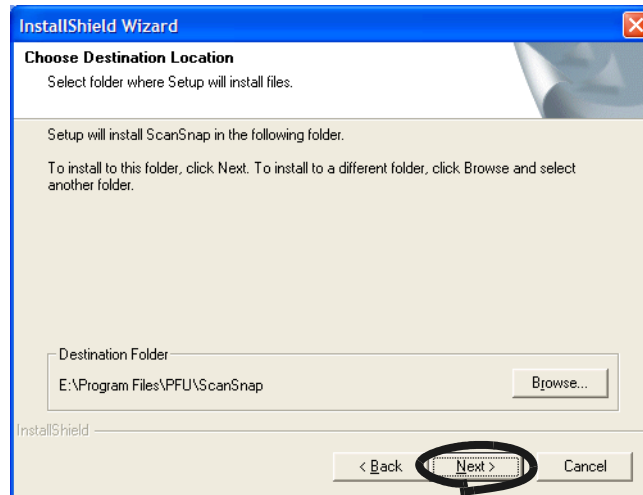 InstallShield Wizard
Choose Destination Location
Select folder where Setup will install files.
Setup will install ScanSnap in the following folder.
To install to this folder, click Next. To install to a different folder, click Browse and select
another folder.
Destination Folder
E:\Program Files\PFU\ScanSnap
Browse...
InstallShield
< Back
Next >
Cancel